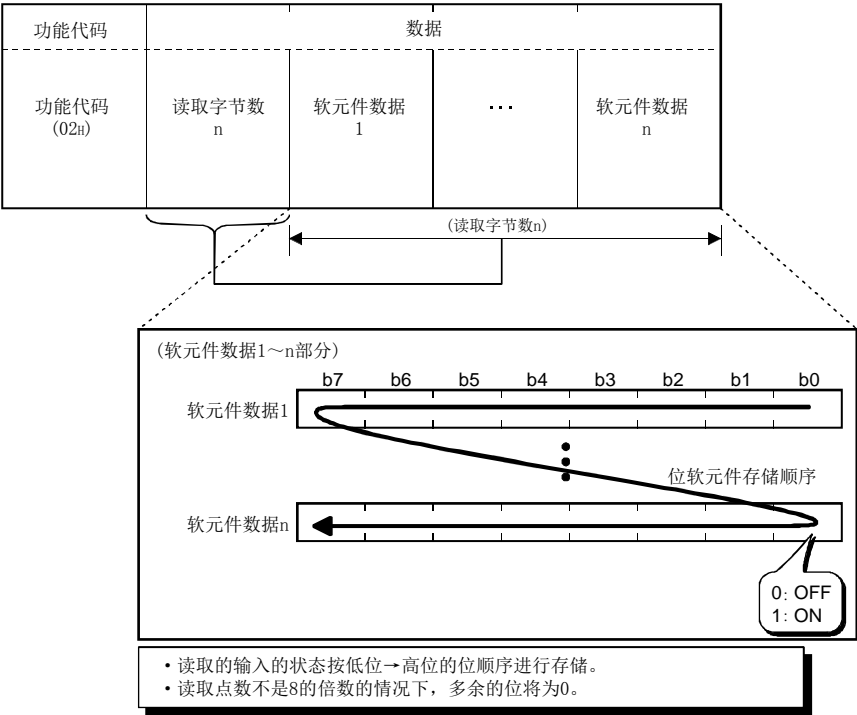 功能代码 数据
功能代码 读取字节数 软元件数据 ··· 软元件数据
(02H) n 1 n
(读取字节数n)
(软元件数据1～n部分)
b7 b6 b5 b4 b3 b2 b1 b0
软元件数据1
位软元件存储顺序
软元件数据n
0: OFF
1: ON
·读取的输入的状态按低位→高位的位顺序进行存储。
·读取点数不是8的倍数的情况下，多余的位将为0。